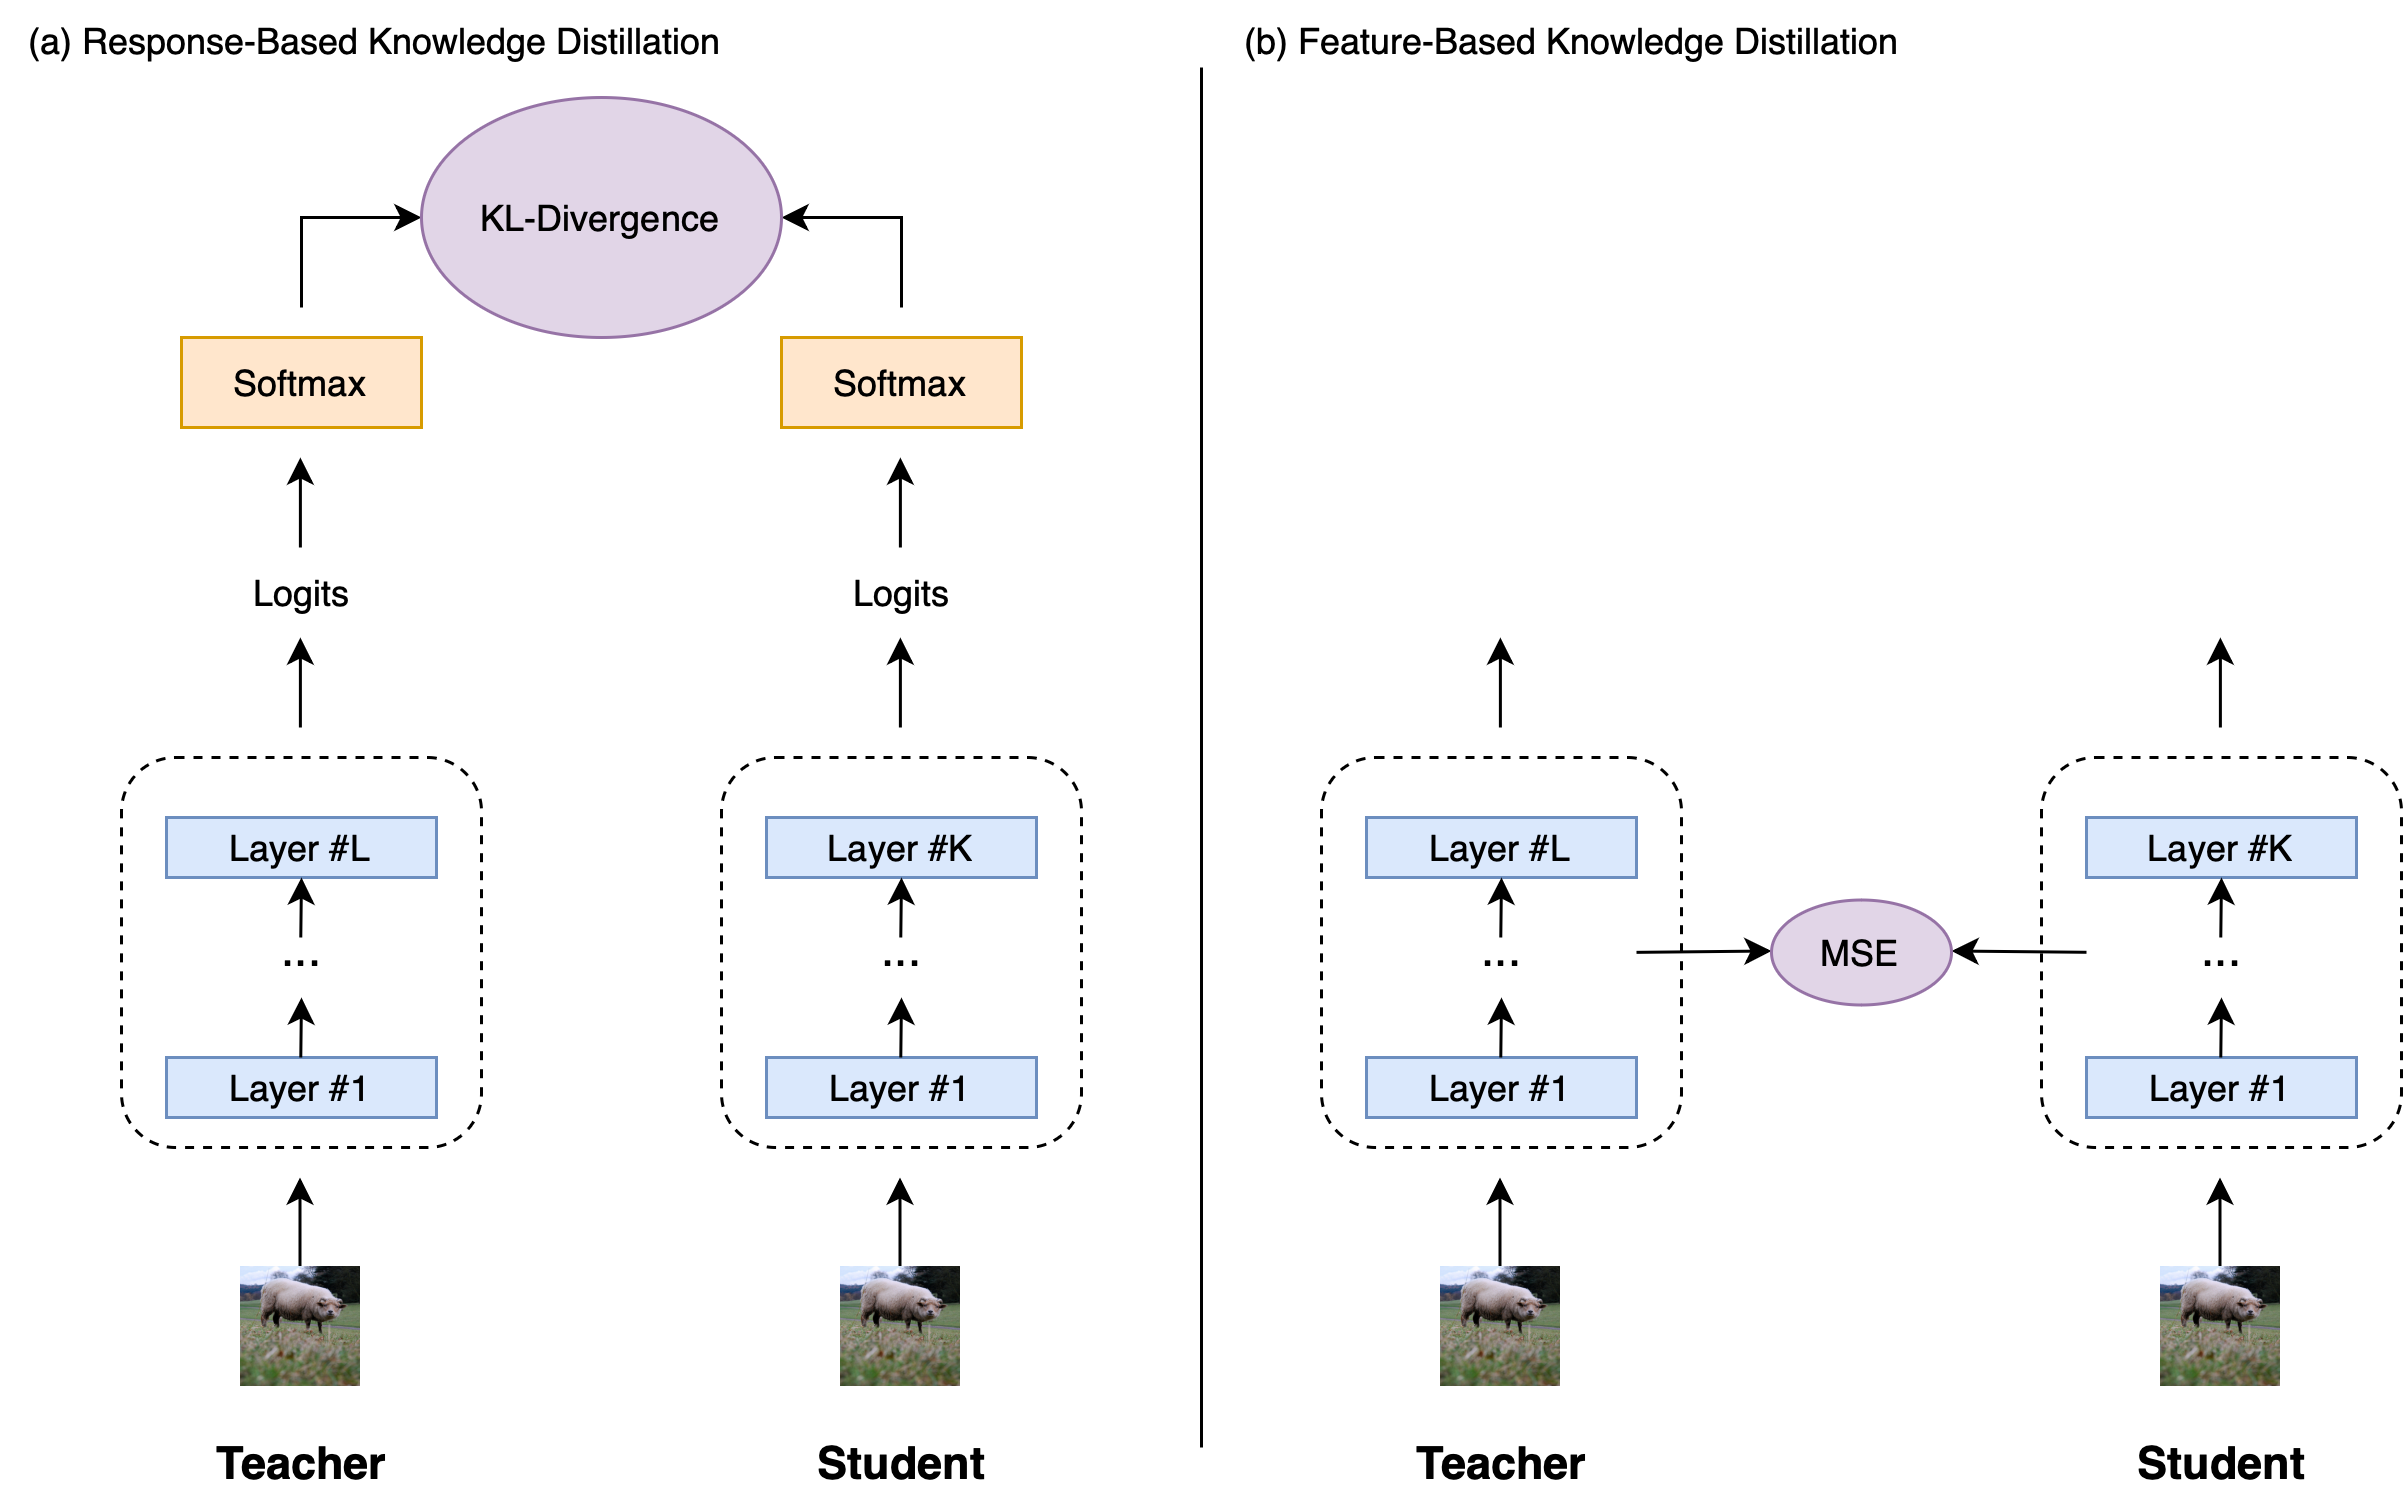 (a) Response-Based Knowledge Distillation
KL-Divergence
Softmax
Softmax
Logits
Logits
Layer #L
Layer #K
...
...
Layer #1
Layer #1
Teacher
Student
(b) Feature-Based Knowledge Distillation
Layer #L
Layer #K
...
MSE
...
Layer #1
Layer #1
Teacher
Student